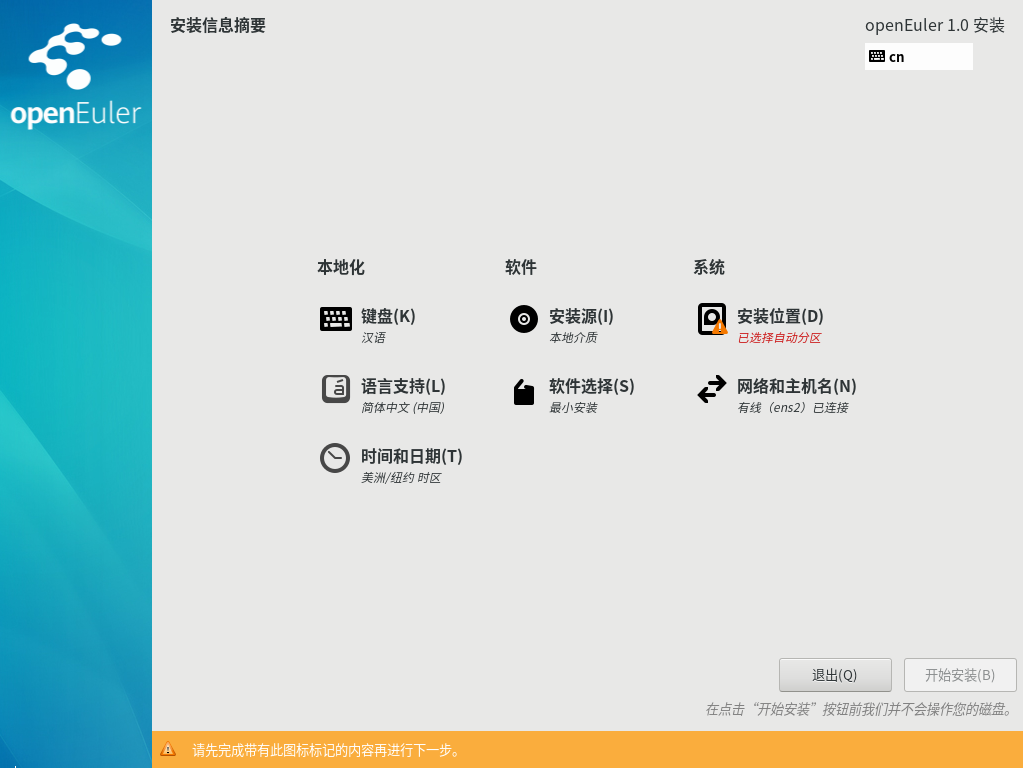 openEuler
安装信息摘要
openEuler 1.0 安装
cn
本地化
键盘(K)
汉语
语言支持(L)
简体中文 (中国)
时间和日期(T)
美洲/纽约 时区
软件
安装源(I)
本地介质
软件选择(S)
最小安装
系统
安装位置(D)
已选择自动分区
网络和主机名(N)
有线（ens2）已连接
退出(Q)
开始安装(B)
在点击“开始安装”按钮前我们并不会操作您的磁盘。
请先完成带有此图标标记的内容再进行下一步。